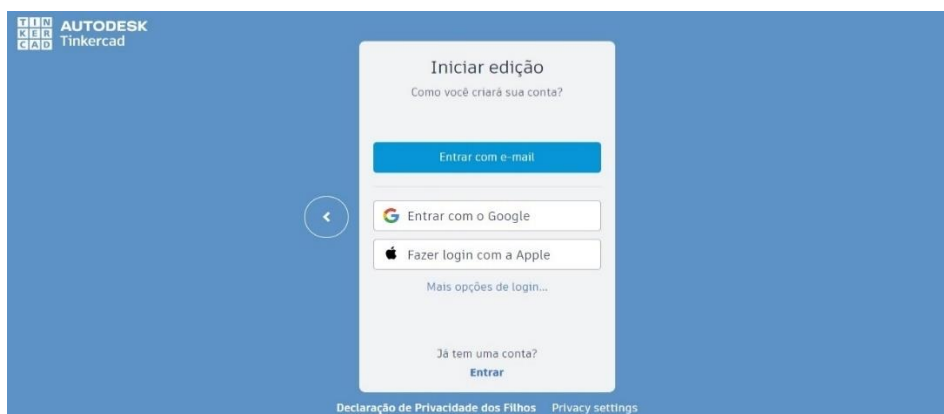 TIN
KER
CAD
AUTODESK
Tinkercad
Iniciar edição
Como você criará sua conta?
Entrar com e-mail
Entrar com o Google
Fazer login com a Apple
Mais opções de login...
Já tem uma conta?
Entrar
Declaração de Privacidade dos Filhos Privacy settings